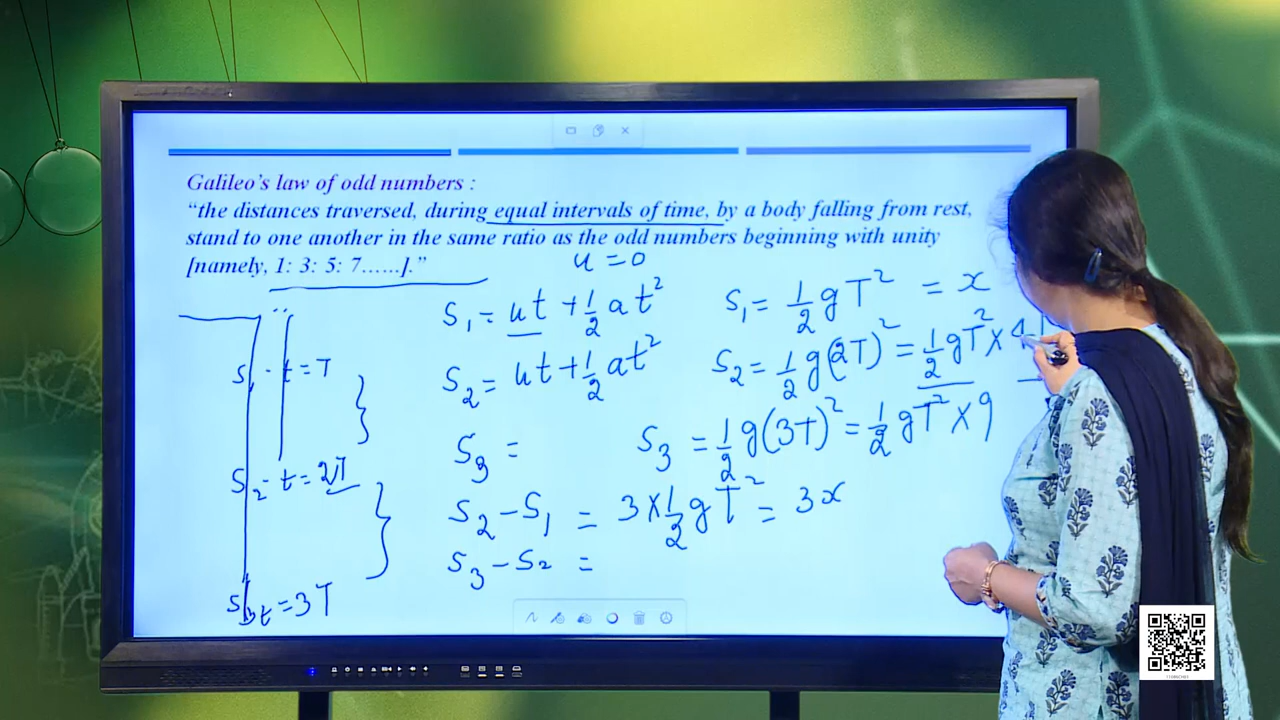 Galileo's law of odd numbers :
“the distances traversed, during equal intervals of time, by a body falling from rest,
stand to one another in the same ratio as the odd numbers beginning with unity
[namely, 1: 3: 5: 7......].”
u = 0
S₁ = ut + 1/2 at²
S₁ = 1/2 gT² = x
S₁ - t = T
S₂ = ut + 1/2 at²
S₂ = 1/2 g(2T)² = 1/2 gT² × 4
S₃ =
S₃ = 1/2 g(3T)² = 1/2 gT² × 9
S₂ - t = 2T
S₂ - S₁ = 3 × 1/2 gT² = 3x
S₃ - S₂ =
S₃ t = 3T